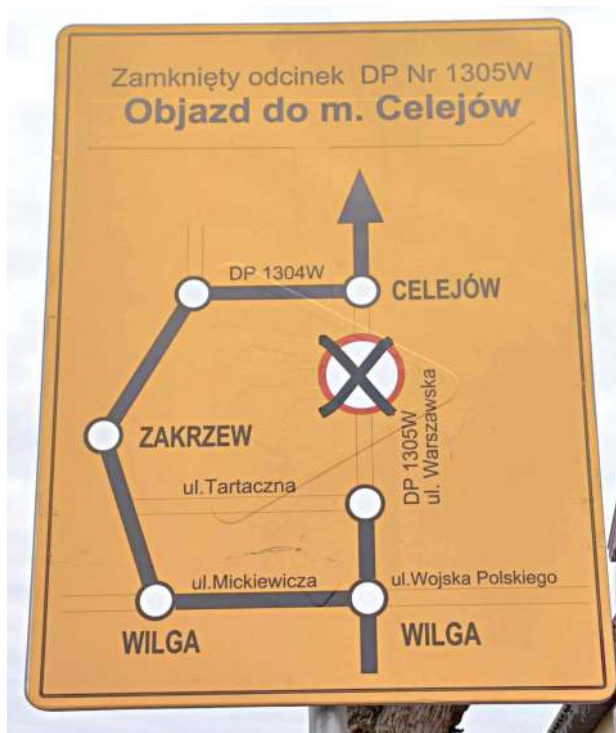 Zamknięty odcinek DP Nr 1305W
Objazd do m. Celejów
DP 1304W
CELEJÓW
DP 1305W
ul. Warszawska
ZAKRZEW
ul.Tartaczna
ul.Mickiewicza
ul.Wojska Polskiego
WILGA
WILGA